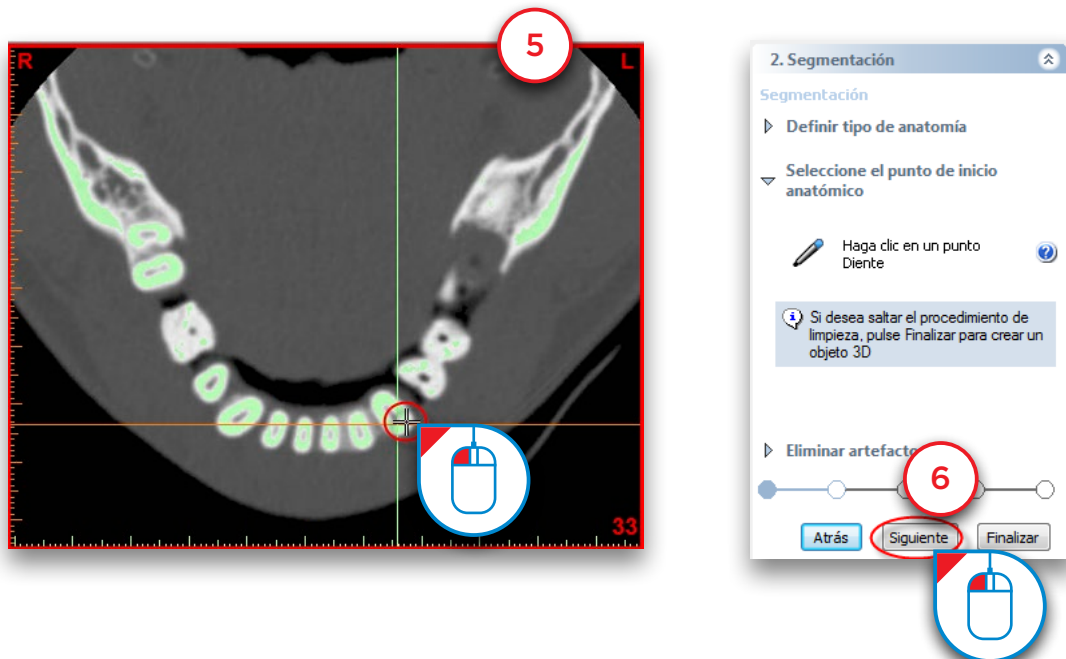 R
5
L
33
2. Segmentación
Segmentación
Definir tipo de anatomía
Seleccione el punto de inicio
anatómico
Haga clic en un punto
Diente
Si desea saltar el procedimiento de
limpieza, pulse Finalizar para crear un
objeto 3D
Eliminar artefacto
6
Atrás
Siguiente
Finalizar